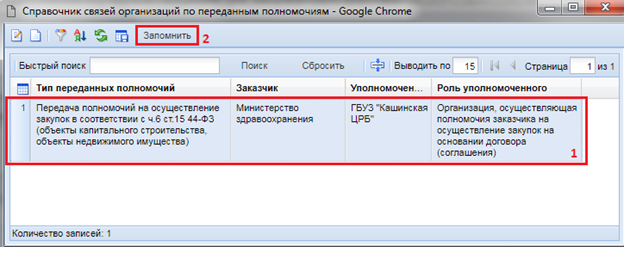 Справочник связей организаций по переданным полномочиям - Google Chrome
Запомнить 2
Быстрый поиск Поиск Сбросить Выводить по 15 Страница 1 из 1
Тип переданных полномочий Заказчик Уполномочен... Роль уполномоченного
1 Передача полномочий на осуществление Министерство ГБУЗ "Кашинская Организация, осуществляющая
закупок в соответствии с ч.6 ст.15 44-ФЗ здравоохранения ЦРБ" полномочия заказчика на
(объекты капитального строительства, осуществление закупок на
объекты недвижимого имущества) основании договора
(соглашения) 1
Количество записей: 1